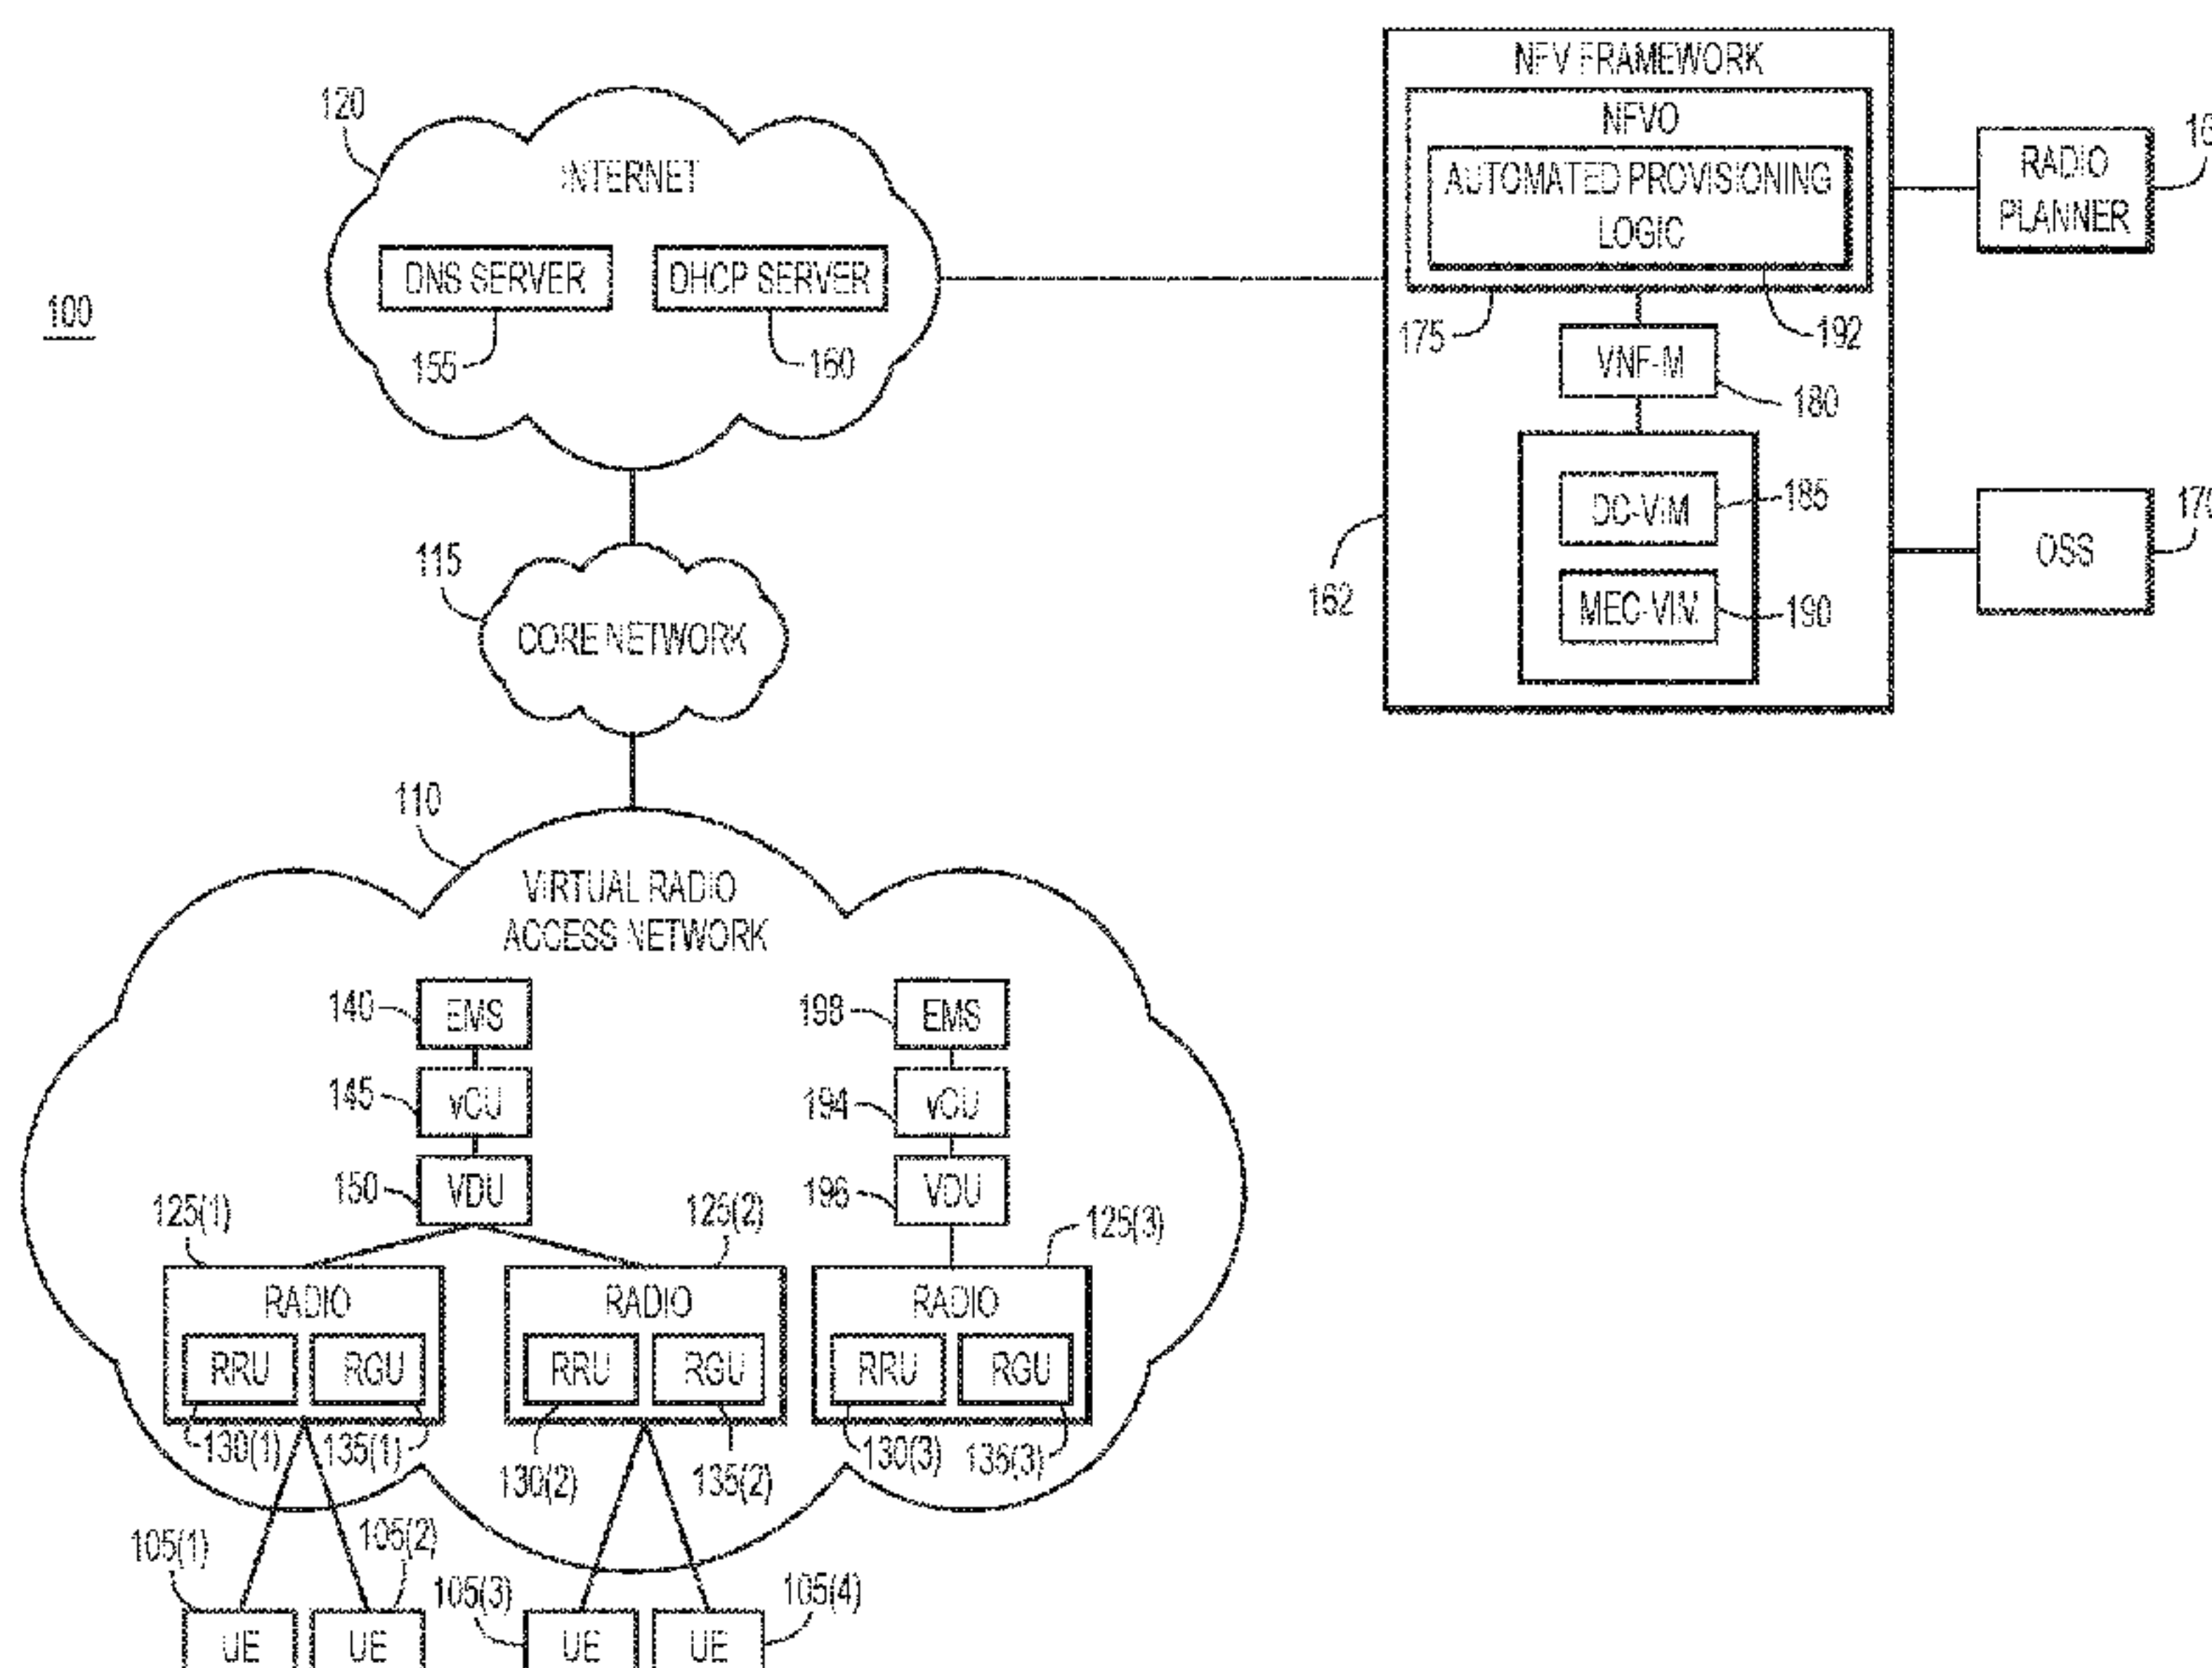 100
120
INTERNET
DNS SERVER
DHCP SERVER
155
160
NFV FRAMEWORK
NFVO
AUTOMATED PROVISIONING
LOGIC
175
192
VNF-M
180
DC-VIM
185
MEC-VIM
190
162
RADIO
PLANNER
OSS
115
CORE NETWORK
110
VIRTUAL RADIO
ACCESS NETWORK
140
EMS
198
EMS
145
vCU
194
vCU
150
VDU
196
VDU
125(1)
125(2)
125(3)
RADIO
RADIO
RADIO
RRU
RGU
RRU
RGU
RRU
RGU
130(1)
135(1)
130(2)
135(2)
130(3)
135(3)
105(1)
105(2)
105(3)
105(4)
UE
UE
UE
UE